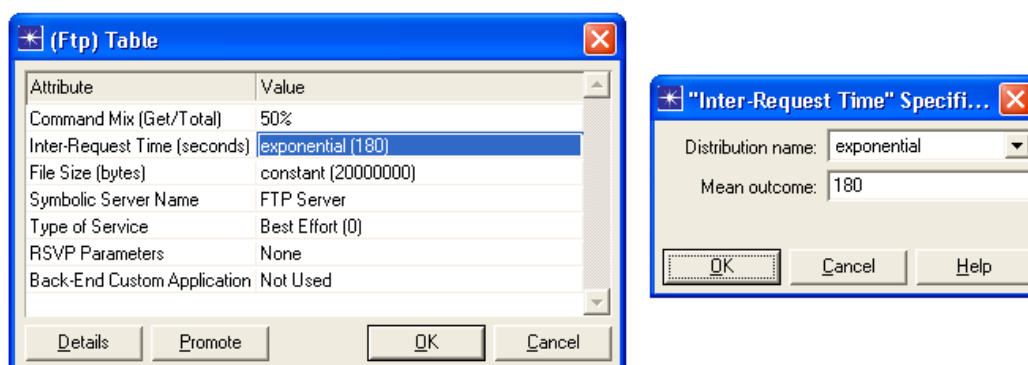 (Ftp) Table
Attribute Value
Command Mix (Get/Total) 50%
Inter-Request Time (seconds) exponential (180)
File Size (bytes) constant (20000000)
Symbolic Server Name FTP Server
Type of Service Best Effort (0)
RSVP Parameters None
Back-End Custom Application Not Used
Details Promote OK Cancel
"Inter-Request Time" Specifi...
Distribution name: exponential
Mean outcome: 180
OK Cancel Help